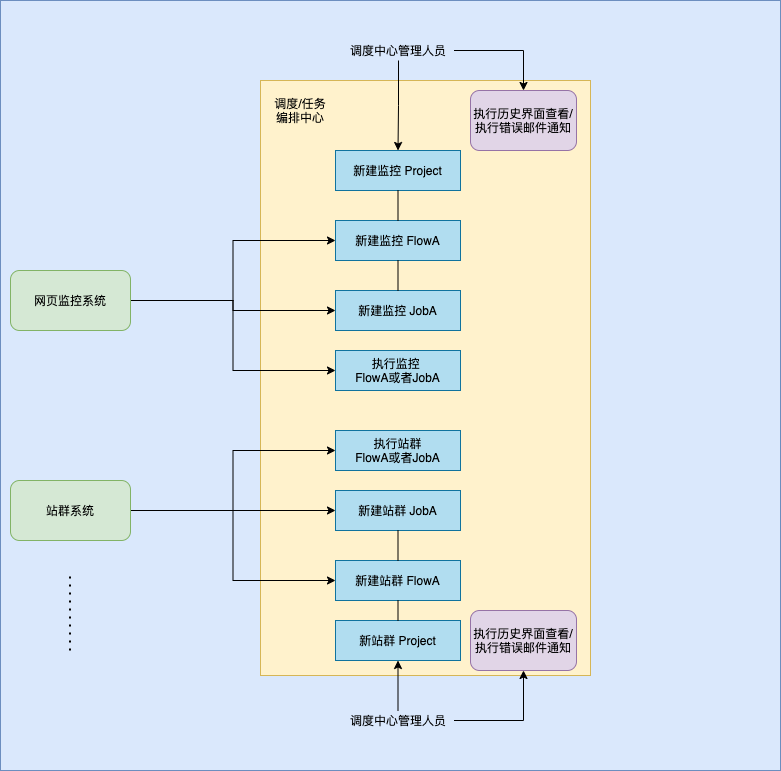 调度中心管理人员
调度/任务
编排中心
执行历史界面查看/
执行错误邮件通知
新建监控 Project
新建监控 FlowA
网页监控系统
新建监控 JobA
执行监控
FlowA或者JobA
执行站群
FlowA或者JobA
站群系统
新建站群 JobA
新建站群 FlowA
新站群 Project
执行历史界面查看/
执行错误邮件通知
调度中心管理人员